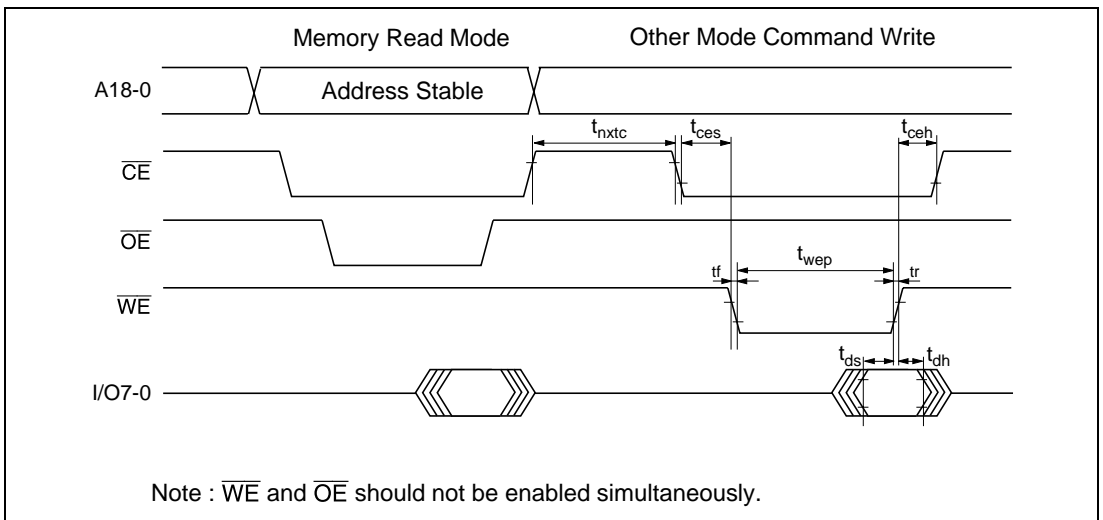 Memory Read Mode Other Mode Command Write
A18-0 Address Stable
tnxtc tces tceh
CE
OE
twep
tf tr
WE
tds tdh
I/O7-0
Note : WE and OE should not be enabled simultaneously.